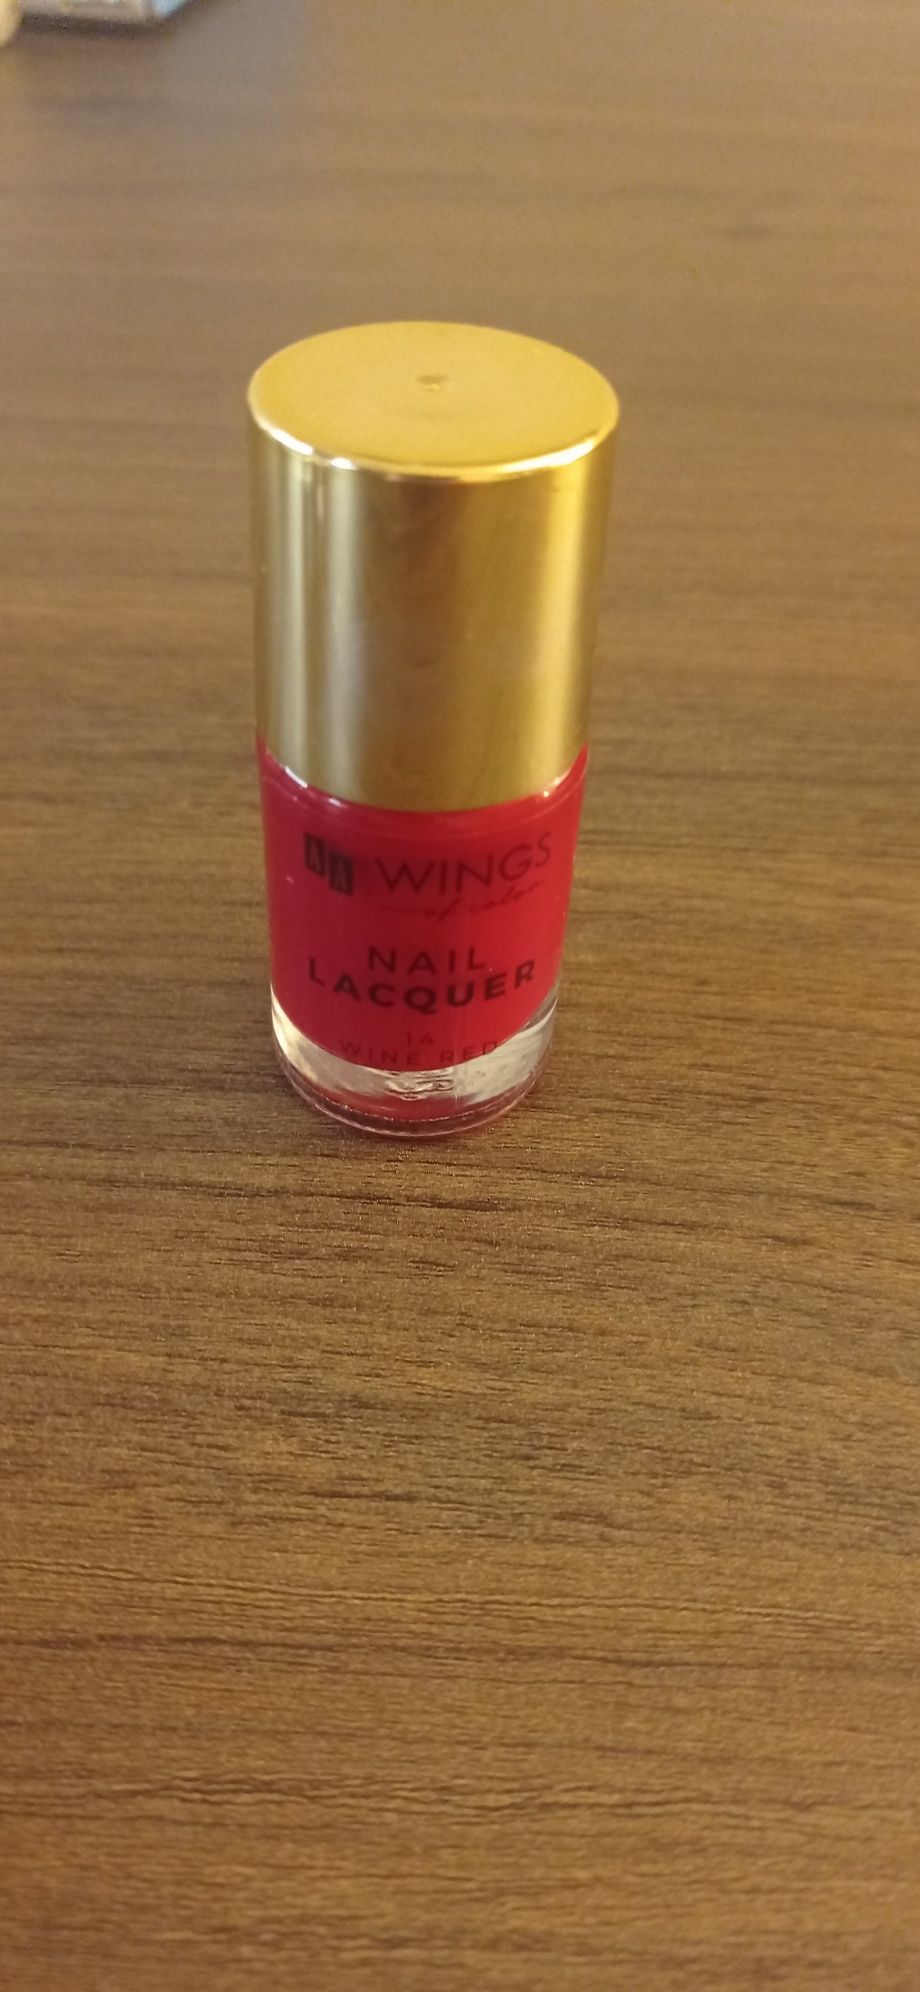 AA WINGS
of color
NAIL
LACQUER
14
WINE RED